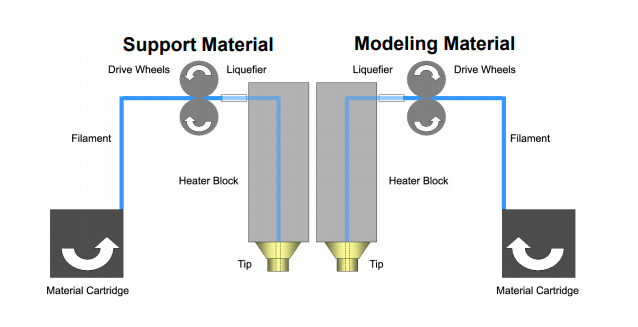 Support Material
Modeling Material
Drive Wheels
Liquefier
Liquefier
Drive Wheels
Filament
Filament
Heater Block
Heater Block
Tip
Tip
Material Cartridge
Material Cartridge